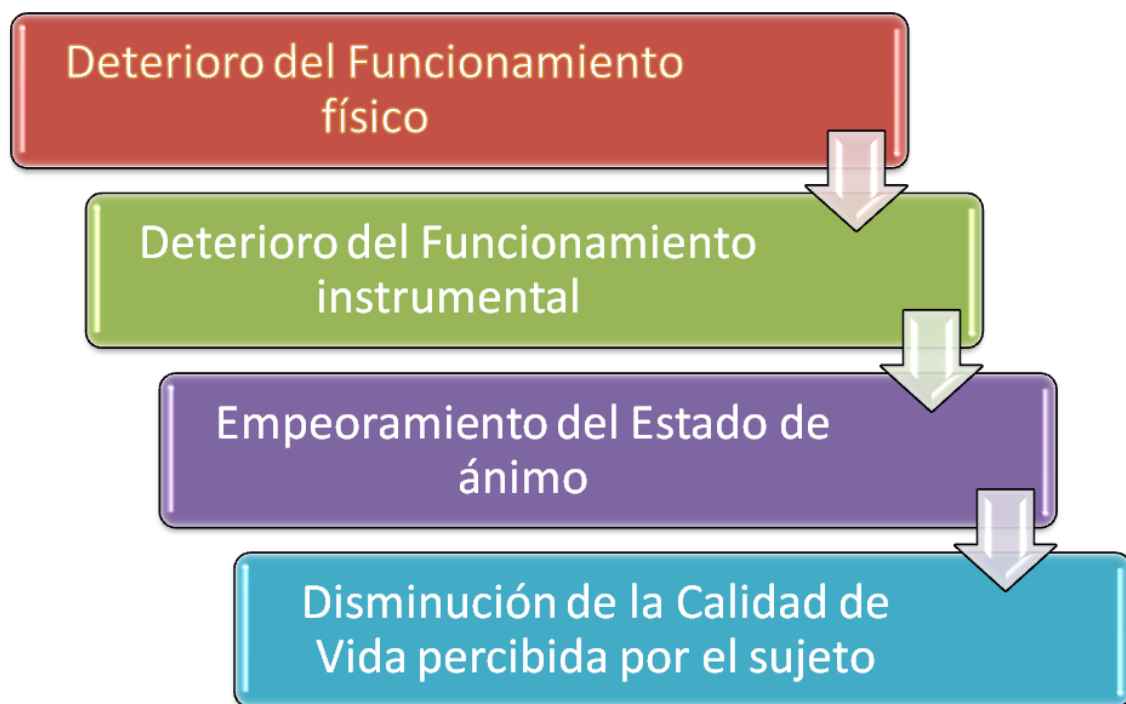 Deterioro del Funcionamiento
físico
Deterioro del Funcionamiento
instrumental
Empeoramiento del Estado de
ánimo
Disminución de la Calidad de
Vida percibida por el sujeto